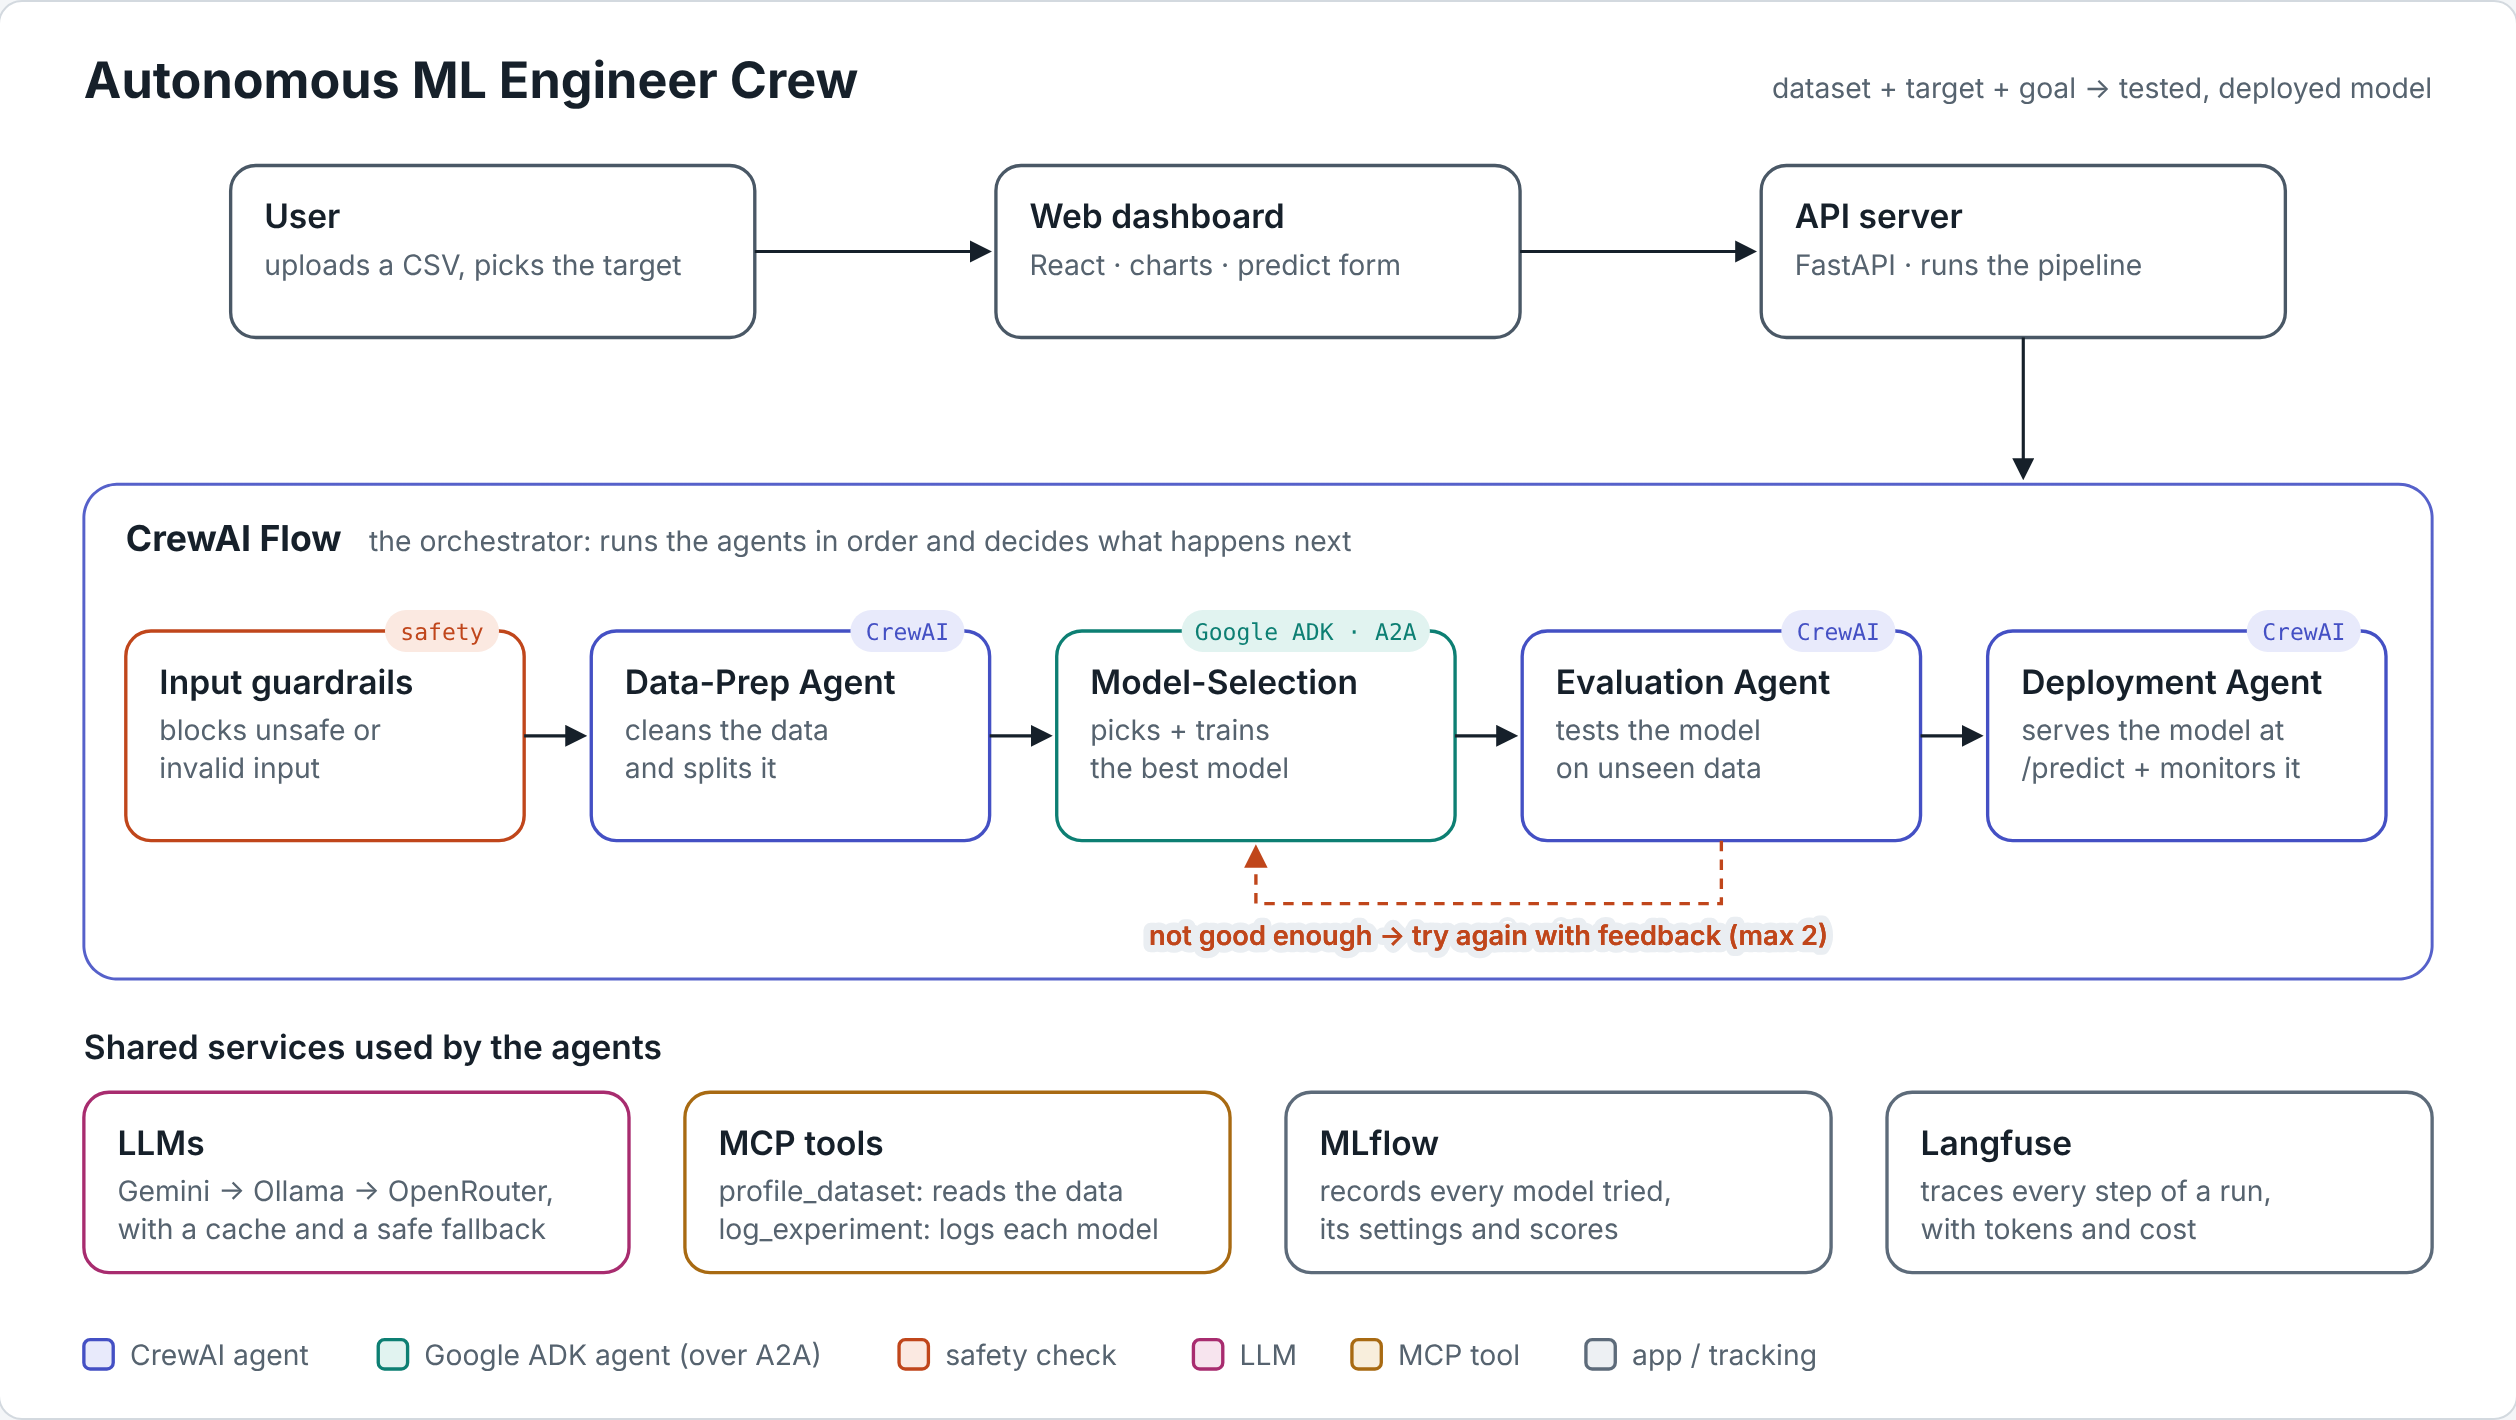 Autonomous ML Engineer Crew
dataset + target + goal → tested, deployed model
User
uploads a CSV, picks the target
Web dashboard
React · charts · predict form
API server
FastAPI · runs the pipeline
CrewAI Flow
the orchestrator: runs the agents in order and decides what happens next
safety
Input guardrails
blocks unsafe or
invalid input
CrewAI
Data-Prep Agent
cleans the data
and splits it
Google ADK · A2A
Model-Selection
picks + trains
the best model
CrewAI
Evaluation Agent
tests the model
on unseen data
CrewAI
Deployment Agent
serves the model at
/predict + monitors it
not good enough → try again with feedback (max 2)
Shared services used by the agents
LLMs
Gemini → Ollama → OpenRouter,
with a cache and a safe fallback
MCP tools
profile_dataset: reads the data
log_experiment: logs each model
MLflow
records every model tried,
its settings and scores
Langfuse
traces every step of a run,
with tokens and cost
CrewAI agent
Google ADK agent (over A2A)
safety check
LLM
MCP tool
app / tracking